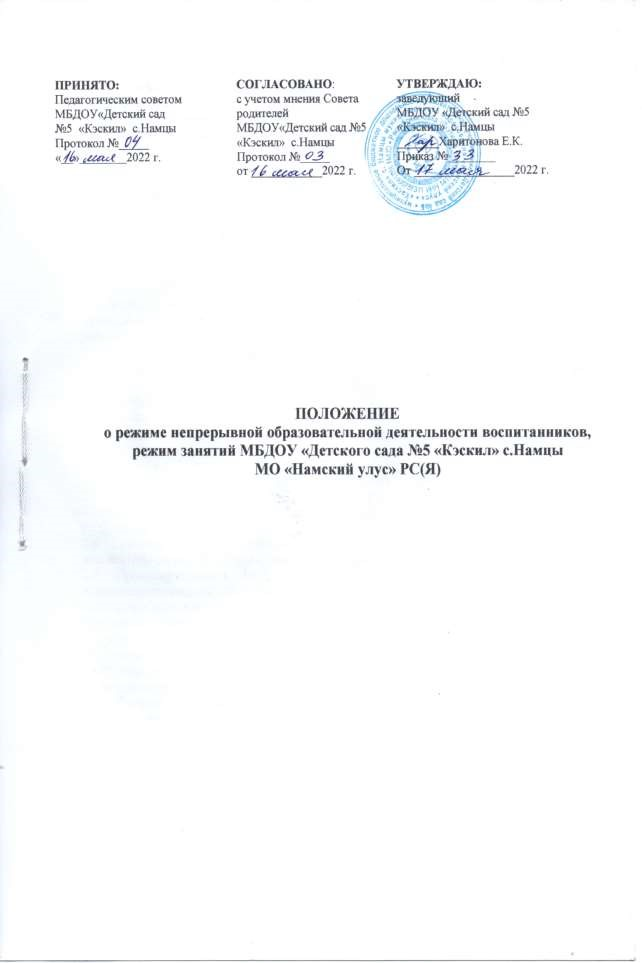 ПРИНЯТО:
Педагогическим советом
МБДОУ«Детский сад
№5 «Кэскил» с.Намцы
Протокол № 04
«16» мая 2022 г.
СОГЛАСОВАНО:
с учетом мнения Совета
родителей
МБДОУ«Детский сад №5
«Кэскил» с.Намцы
Протокол № 03
от 16 мая 2022 г.
УТВЕРЖДАЮ:
заведующий
МБДОУ «Детский сад №5
«Кэскил» с.Намцы
Харитонова Е.К.
Приказ № 33
От 17 мая 2022 г.
ПОЛОЖЕНИЕ
о режиме непрерывной образовательной деятельности воспитанников,
режим занятий МБДОУ «Детского сада №5 «Кэскил» с.Намцы
МО «Намский улус» РС(Я)